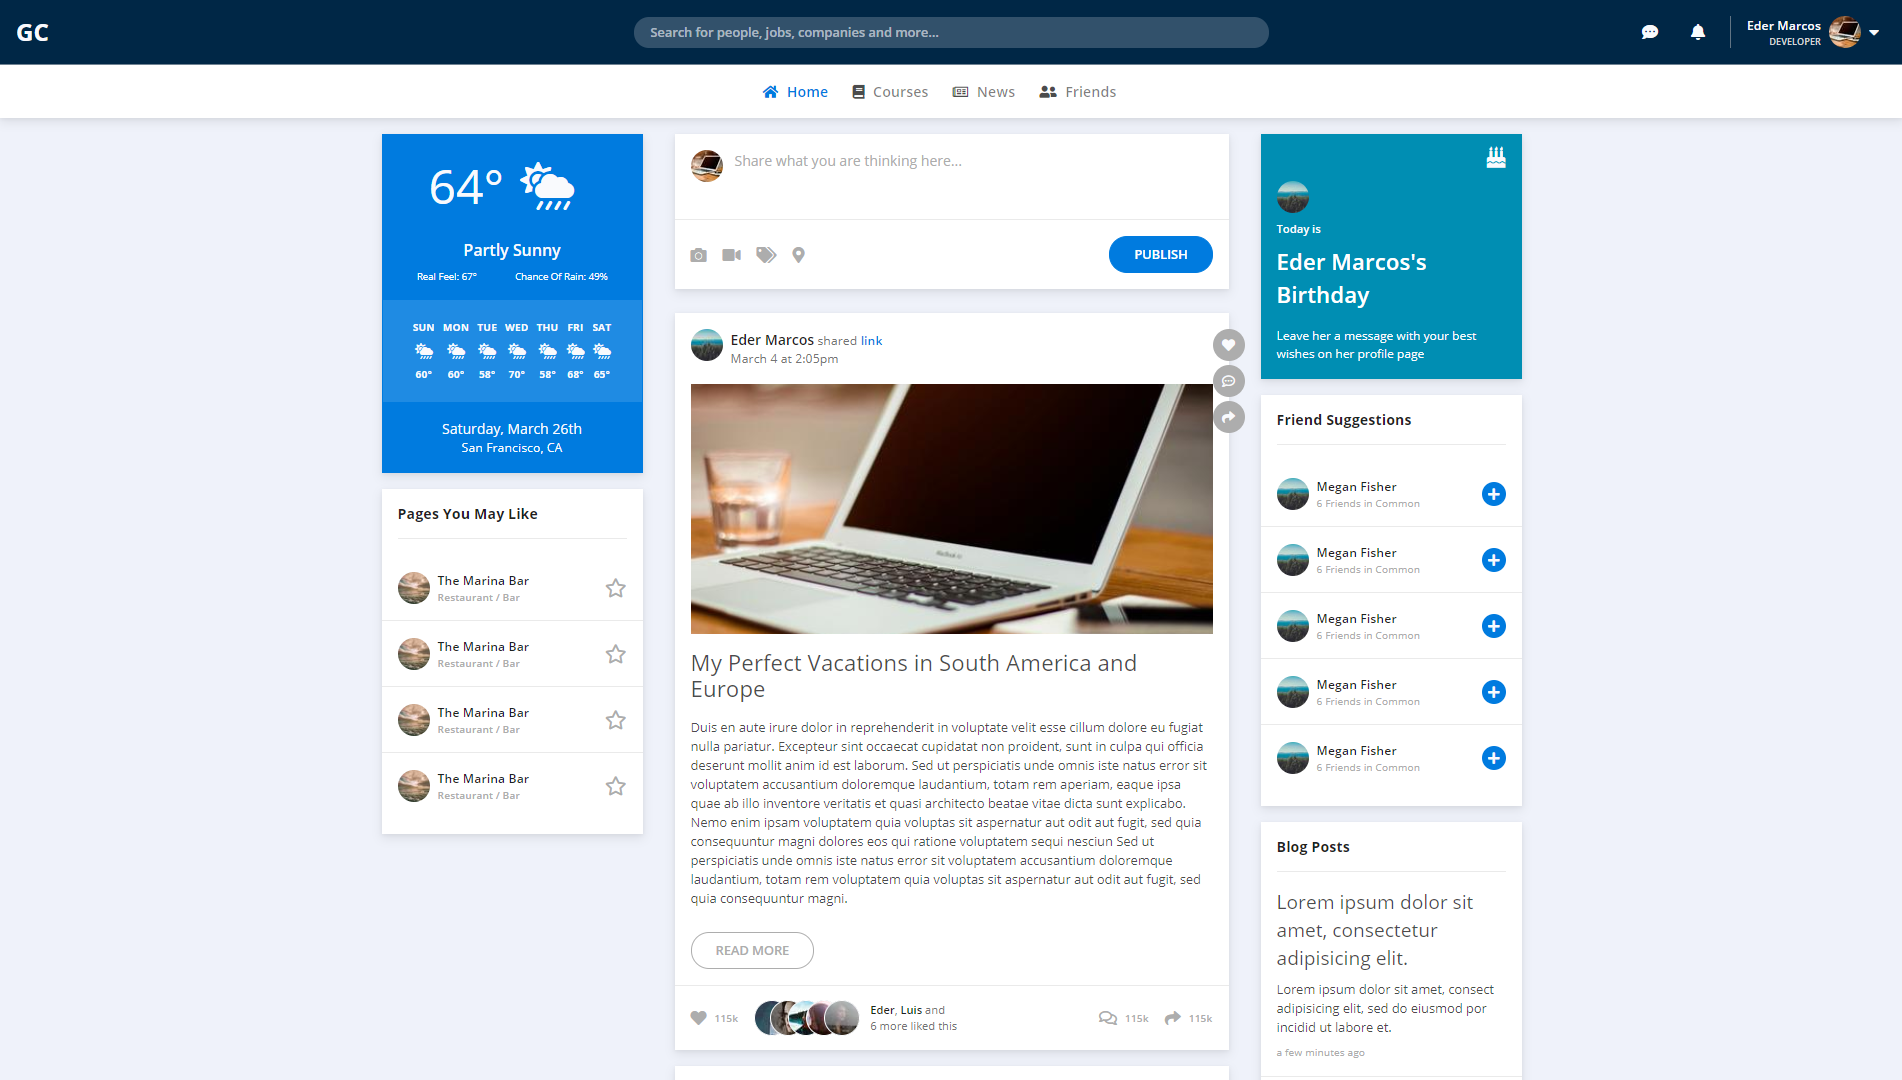 GC
Search for people, jobs, companies and more...
Eder Marcos
DEVELOPER
Home
Courses
News
Friends
64°
Partly Sunny
Real Feel: 67°
Chance Of Rain: 49%
SUN MON TUE WED THU FRI SAT
60° 60° 58° 70° 58° 68° 65°
Saturday, March 26th
San Francisco, CA
Pages You May Like
The Marina Bar
Restaurant / Bar
The Marina Bar
Restaurant / Bar
The Marina Bar
Restaurant / Bar
The Marina Bar
Restaurant / Bar
Share what you are thinking here...
PUBLISH
Eder Marcos shared link
March 4 at 2:05pm
My Perfect Vacations in South America and
Europe
Duis en aute irure dolor in reprehenderit in voluptate velit esse cillum dolore eu fugiat
nulla pariatur. Excepteur sint occaecat cupidatat non proident, sunt in culpa qui officia
deserunt mollit anim id est laborum. Sed ut perspiciatis unde omnis iste natus error sit
voluptatem accusantium doloremque laudantium, totam rem aperiam, eaque ipsa
quae ab illo inventore veritatis et quasi architecto beatae vitae dicta sunt explicabo.
Nemo enim ipsam voluptatem quia voluptas sit aspernatur aut odit aut fugit, sed quia
consequuntur magni dolores eos qui ratione voluptatem sequi nesciun Sed ut
perspiciatis unde omnis iste natus error sit voluptatem accusantium doloremque
laudantium, totam rem voluptatem quia voluptas sit aspernatur aut odit aut fugit, sed
quia consequuntur magni.
READ MORE
115k
Eder, Luis and
6 more liked this
115k
115k
Today is
Eder Marcos's
Birthday
Leave her a message with your best
wishes on her profile page
Friend Suggestions
Megan Fisher
6 Friends in Common
Megan Fisher
6 Friends in Common
Megan Fisher
6 Friends in Common
Megan Fisher
6 Friends in Common
Megan Fisher
6 Friends in Common
Blog Posts
Lorem ipsum dolor sit
amet, consectetur
adipisicing elit.
Lorem ipsum dolor sit amet, consect
adipisicing elit, sed do eiusmod por
incidid ut labore et.
a few minutes ago